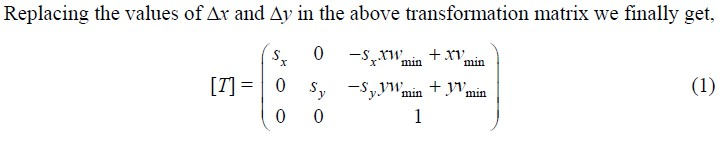 Replacing the values of Δx and Δy in the above transformation matrix we finally get,
s_x 0 −s_x xw_min + xv_min
[T] = 0 s_y −s_y yw_min + yv_min (1)
0 0 1